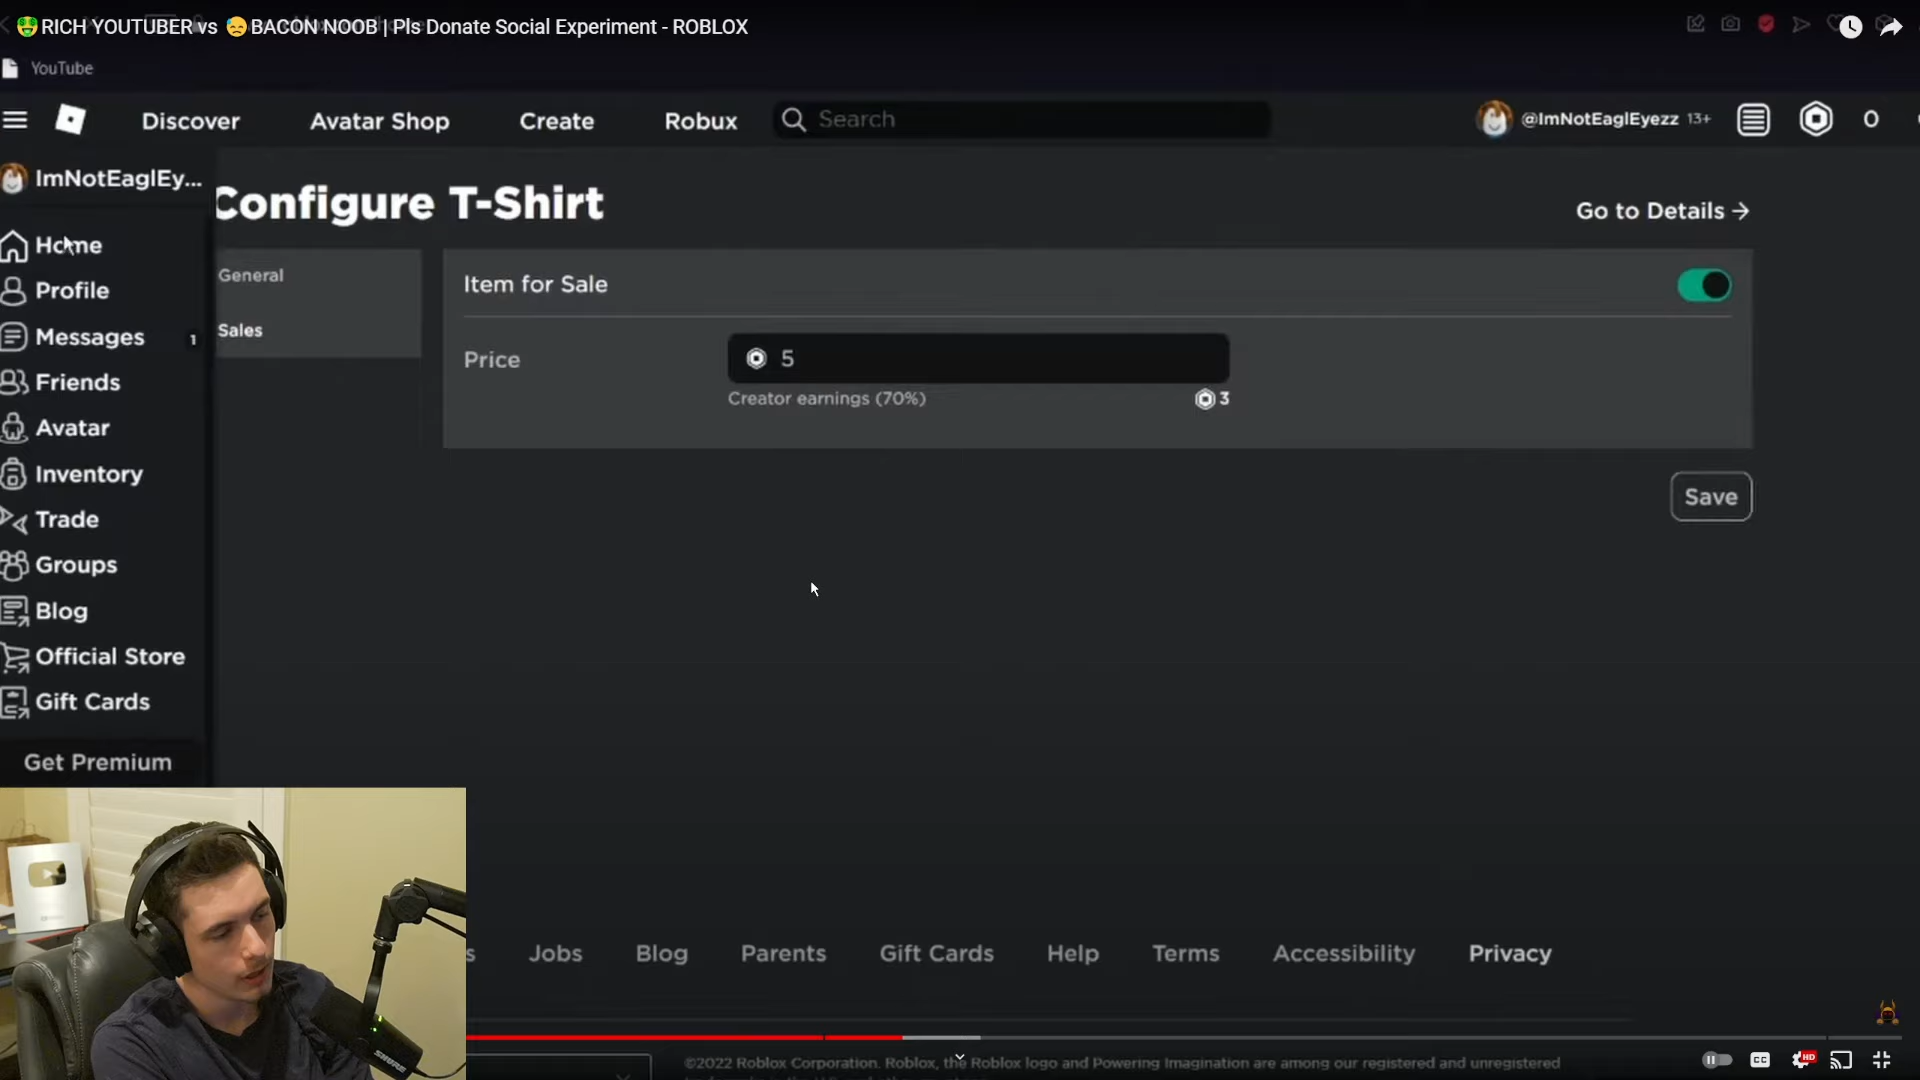 🤑RICH YOUTUBER vs 😓BACON NOOB | Pls Donate Social Experiment - ROBLOX
YouTube
Discover
Avatar Shop
Create
Robux
Search
@ImNotEaglEyezz 13+
0
ImNotEaglEy...
Configure T-Shirt
Go to Details →
Home
Profile
Messages 1
Friends
Avatar
Inventory
Trade
Groups
Blog
Official Store
Gift Cards
Get Premium
General
Sales
Item for Sale
Price
5
Creator earnings (70%)
3
Save
s
Jobs
Blog
Parents
Gift Cards
Help
Terms
Accessibility
Privacy
SHURE
©2022 Roblox Corporation. Roblox, the Roblox logo and Powering Imagination are among our registered and unregistered
CC
HD